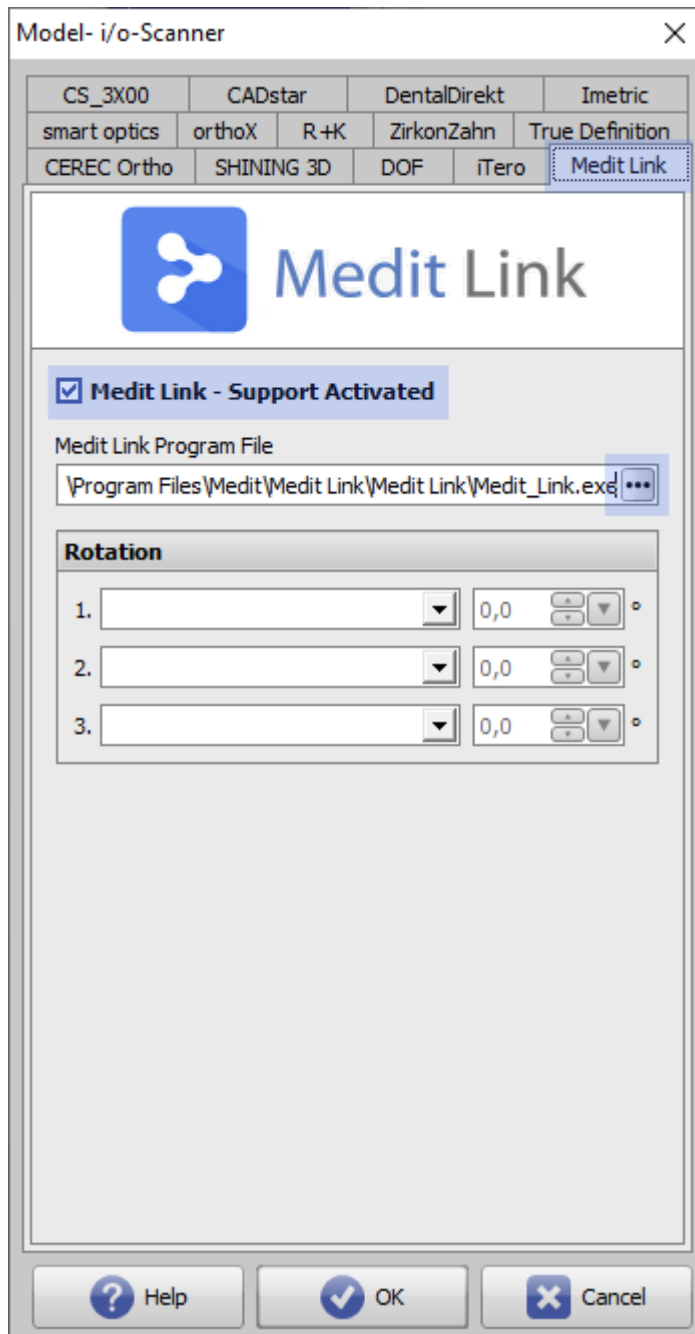 Model- i/o-Scanner
CS_3X00 CADstar DentalDirekt Imetric
smart optics orthoX R+K ZirkonZahn True Definition
CEREC Ortho SHINING 3D DOF iTero Medit Link
Medit Link
Medit Link - Support Activated
Medit Link Program File
\Program Files\Medit\Medit Link\Medit Link\Medit_Link.exe
Rotation
1. 0,0 °
2. 0,0 °
3. 0,0 °
Help OK Cancel